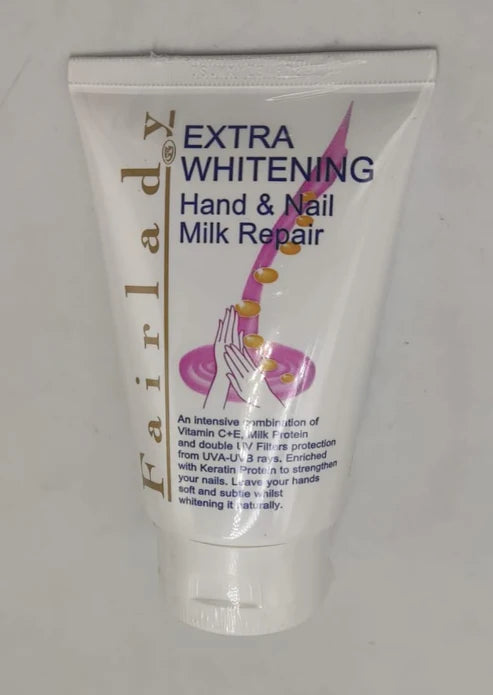 Fairlady
EXTRA
WHITENING
Hand & Nail
Milk Repair
An intensive combination of
Vitamin C+E, Milk Protein
and double UV Filters protection
from UVA-UVB rays. Enriched
with Keratin Protein to strengthen
your nails. Leave your hands
soft and subtle whilst
whitening it naturally.